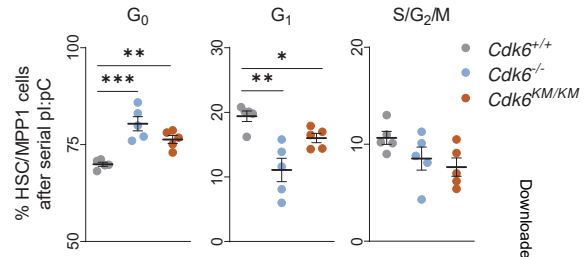 G0 G1 S/G2/M
% HSC/MPP1 cells
after serial pI:pC
100
75
50
**
***
30
20
10
0
*
**
20
10
0
Cdk6+/+
Cdk6-/-
Cdk6KM/KM
Downloade